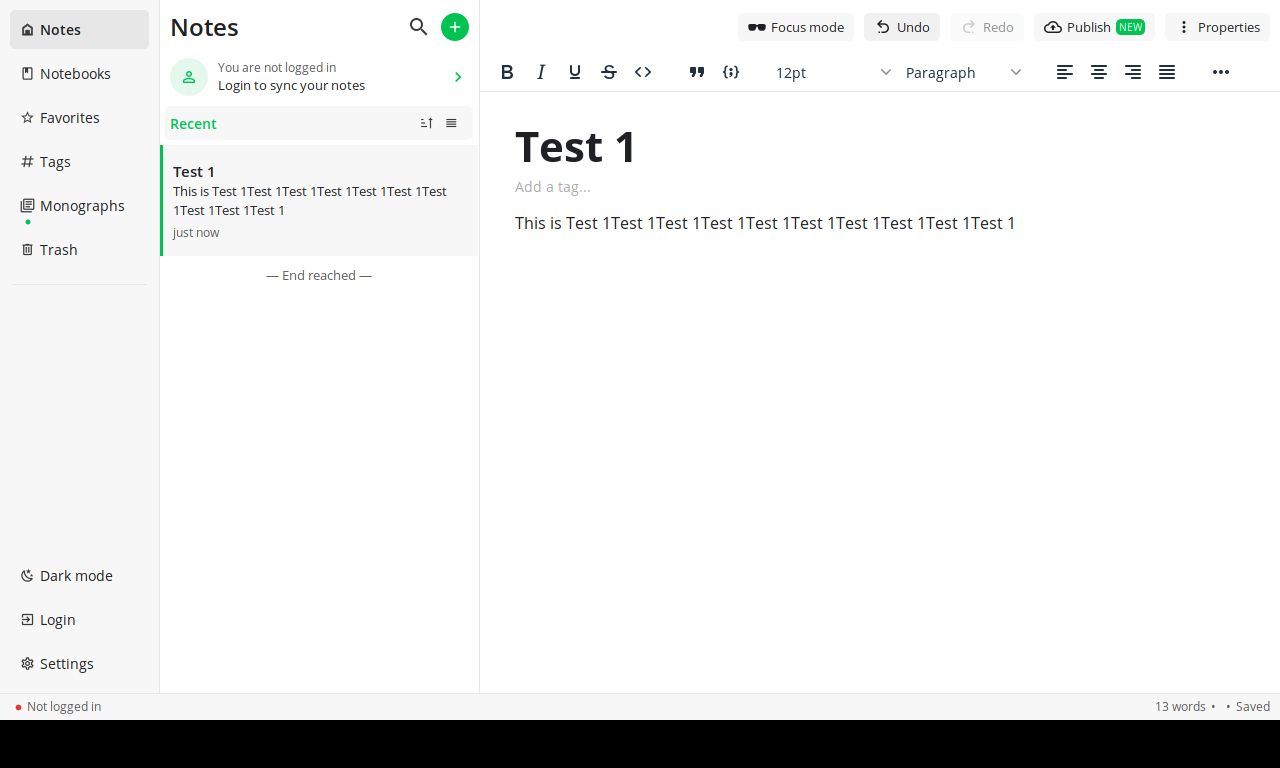 Notes
Notebooks
Favorites
Tags
Monographs
Trash
Dark mode
Login
Settings
Notes
You are not logged in
Login to sync your notes
Recent
Test 1
This is Test 1Test 1Test 1Test 1Test 1Test 1Test
1Test 1Test 1Test 1
just now
— End reached —
Focus mode
Undo
Redo
Publish NEW
Properties
12pt
Paragraph
Test 1
Add a tag...
This is Test 1Test 1Test 1Test 1Test 1Test 1Test 1Test 1Test 1Test 1
Not logged in
13 words • • Saved